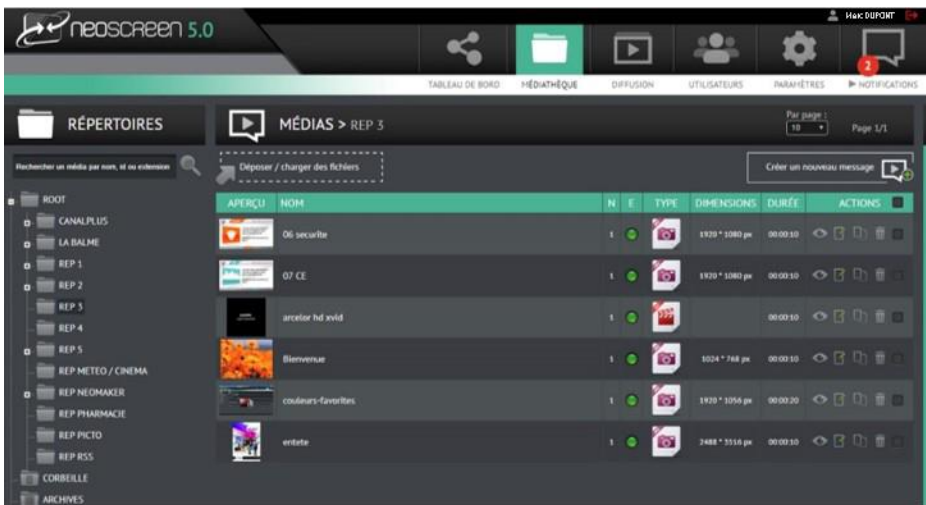 Marc DUPONT
neoscreen 5.0
2
TABLEAU DE BORD
MÉDIATHÈQUE
DIFFUSION
UTILISATEURS
PARAMÈTRES
NOTIFICATIONS
RÉPERTOIRES
MÉDIAS > REP 3
Par page :
10
Page 1/1
Rechercher un média par nom, id ou extension
Déposer / charger des fichiers
Créer un nouveau message
ROOT
CANALPLUS
LA BALME
REP 1
REP 2
REP 3
REP 4
REP 5
REP METEO / CINEMA
REP NEOMAKER
REP PHARMACIE
REP PICTO
REP RSS
CORBEILLE
ARCHIVES
APERÇU NOM N E TYPE DIMENSIONS DURÉE ACTIONS
06 securite 1 1920 * 1080 px 00:00:10
07 CE 1 1920 * 1080 px 00:00:10
arcelor hd xvid 1 00:00:10
Bienvenue 1 1024 * 768 px 00:00:10
couleurs-favorites 1 1920 * 1056 px 00:00:20
entete 1 2488 * 3516 px 00:00:10